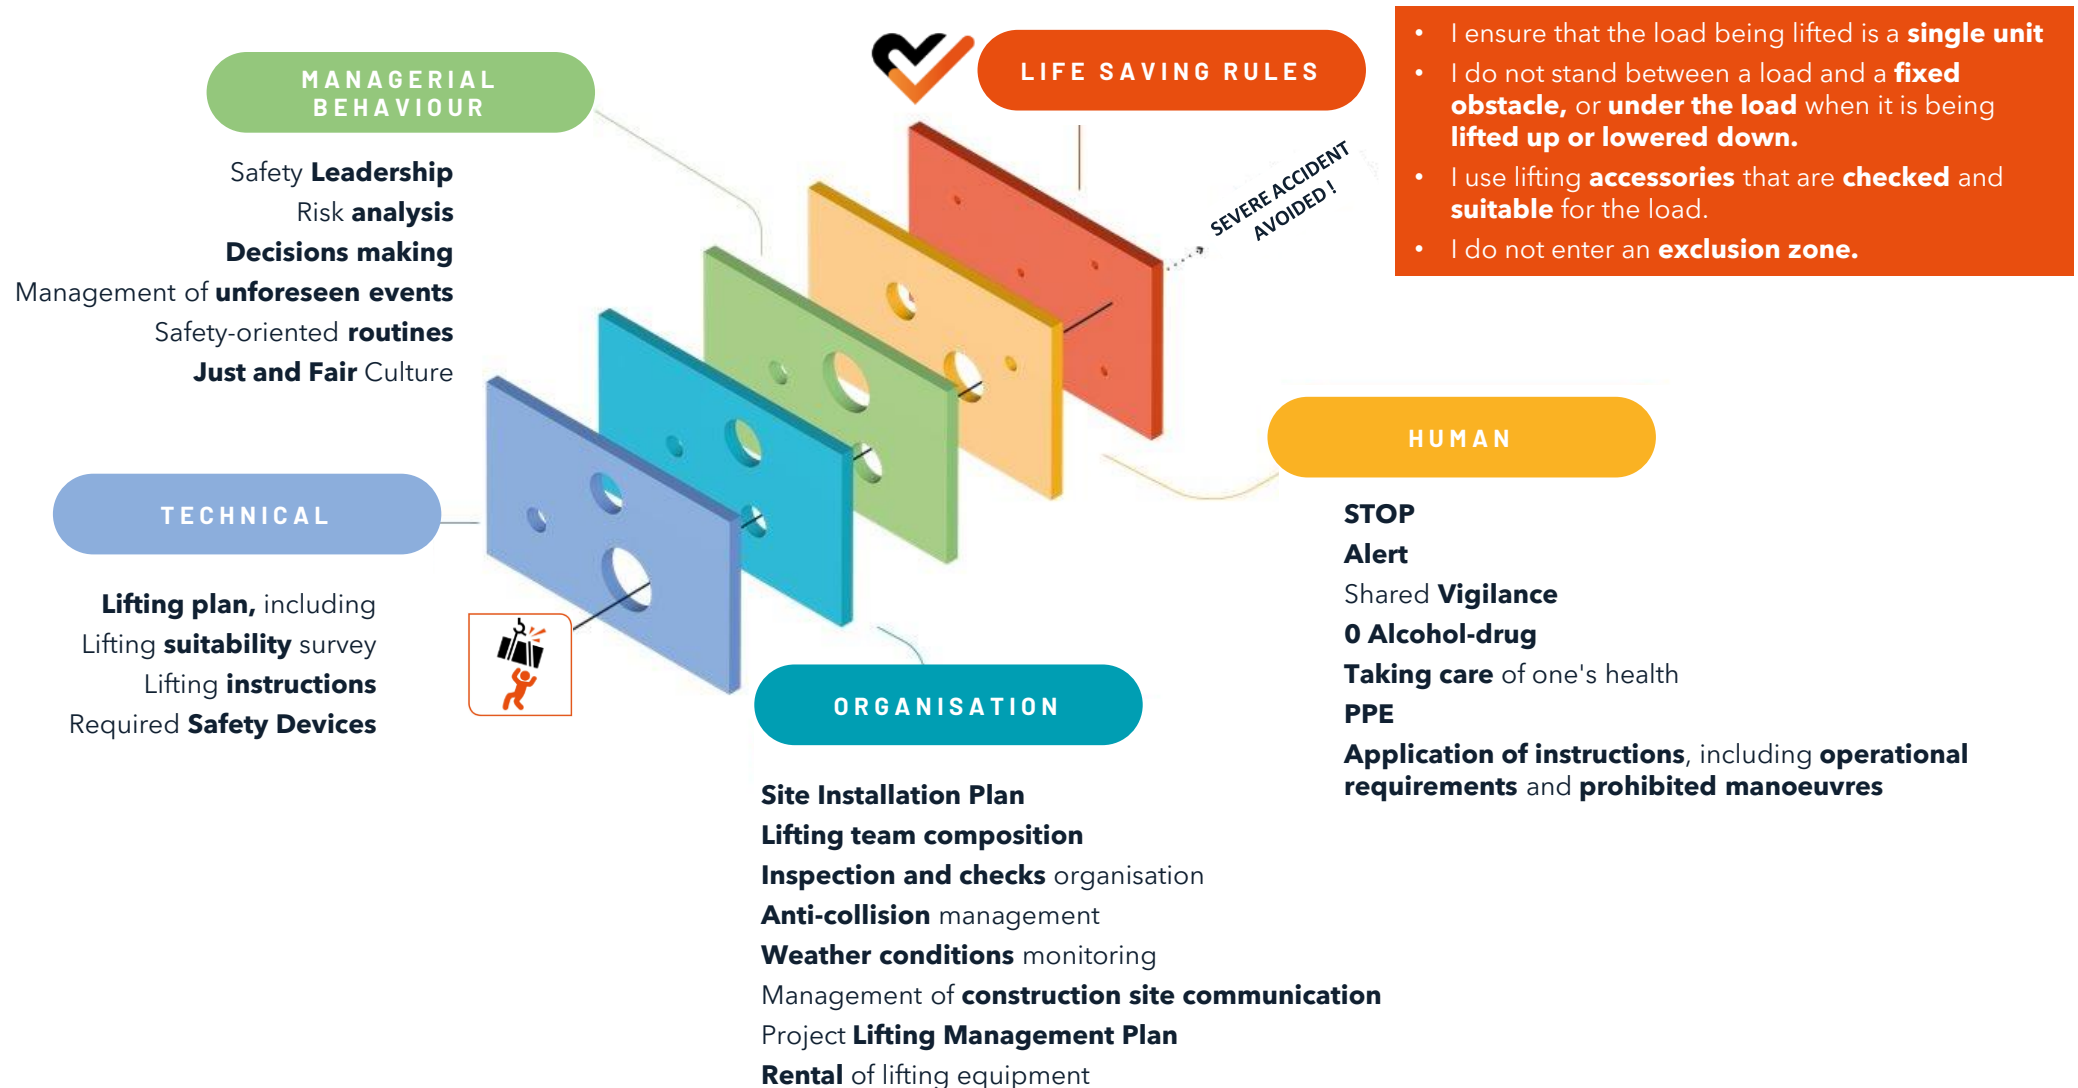 MANAGERIAL
BEHAVIOUR
Safety Leadership
Risk analysis
Decisions making
Management of unforeseen events
Safety-oriented routines
Just and Fair Culture
LIFE SAVING RULES
• I ensure that the load being lifted is a single unit
• I do not stand between a load and a fixed
obstacle, or under the load when it is being
lifted up or lowered down.
• I use lifting accessories that are checked and
suitable for the load.
• I do not enter an exclusion zone.
SEVERE ACCIDENT
AVOIDED !
TECHNICAL
Lifting plan, including
Lifting suitability survey
Lifting instructions
Required Safety Devices
HUMAN
STOP
Alert
Shared Vigilance
0 Alcohol-drug
Taking care of one's health
PPE
Application of instructions, including operational
requirements and prohibited manoeuvres
ORGANISATION
Site Installation Plan
Lifting team composition
Inspection and checks organisation
Anti-collision management
Weather conditions monitoring
Management of construction site communication
Project Lifting Management Plan
Rental of lifting equipment